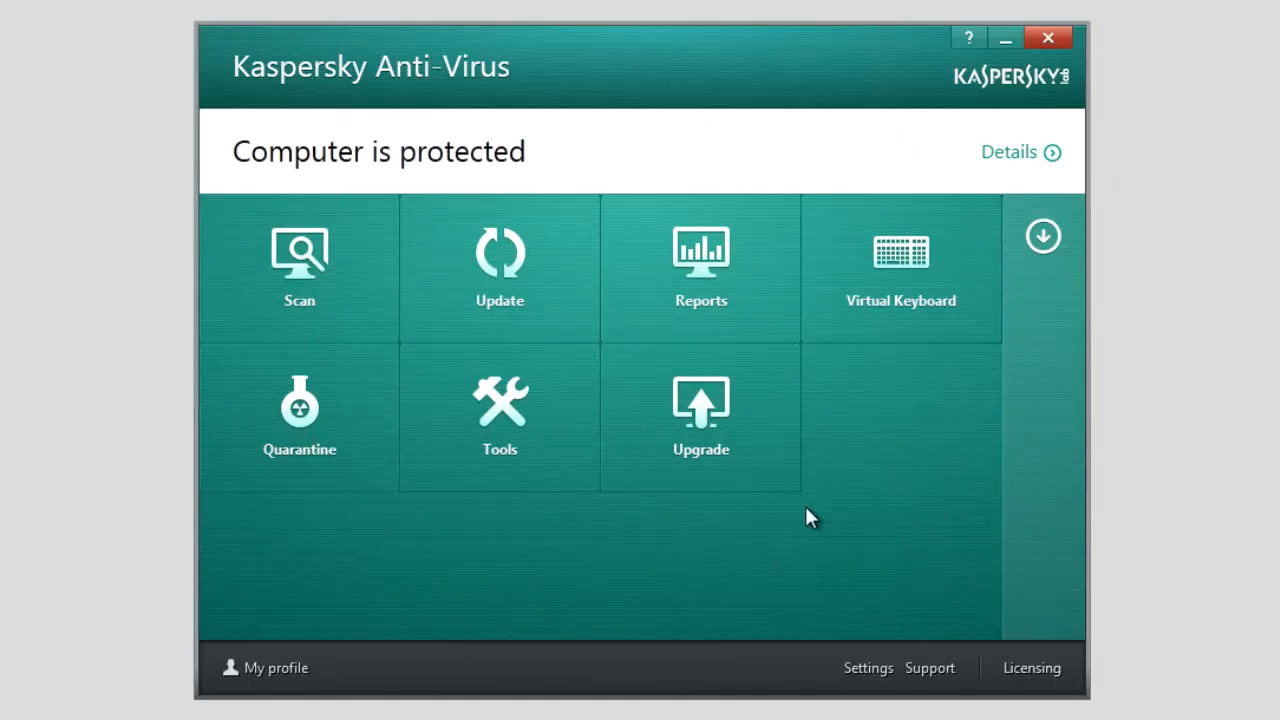 ?
Kaspersky Anti-Virus
KASPERSKY lab
Computer is protected
Details
Scan
Update
Reports
Virtual Keyboard
Quarantine
Tools
Upgrade
My profile
Settings
Support
Licensing